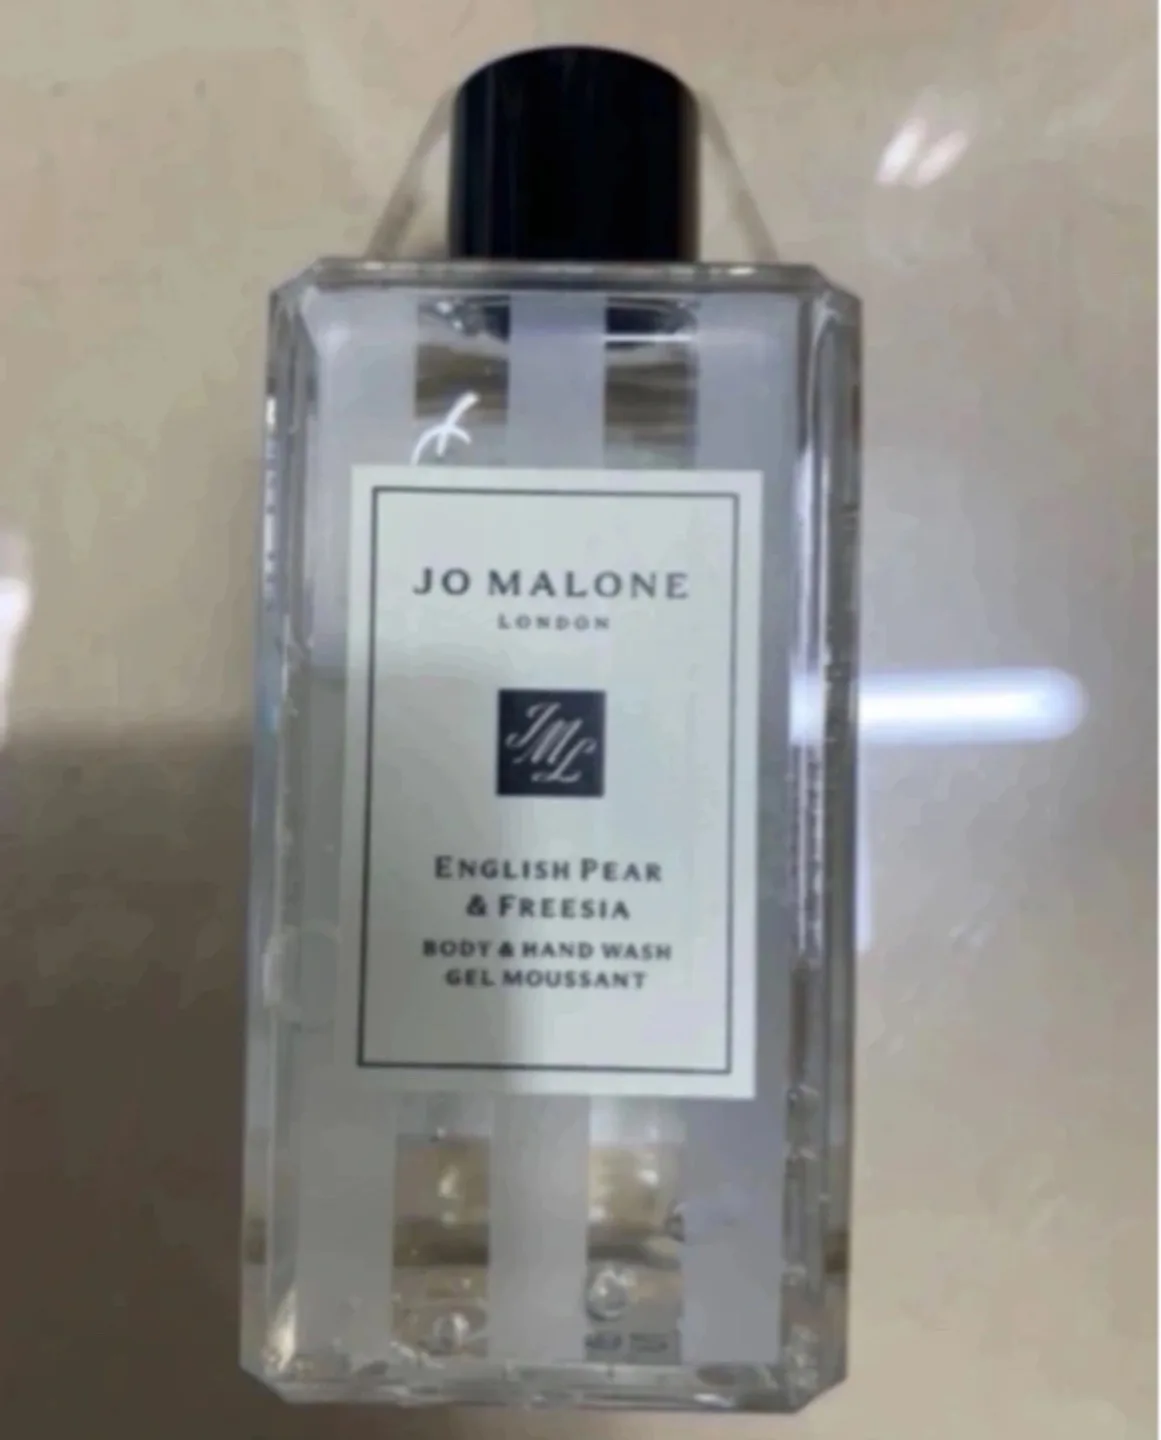 JO MALONE
LONDON
JML
ENGLISH PEAR
& FREESIA
BODY & HAND WASH
GEL MOUSSANT